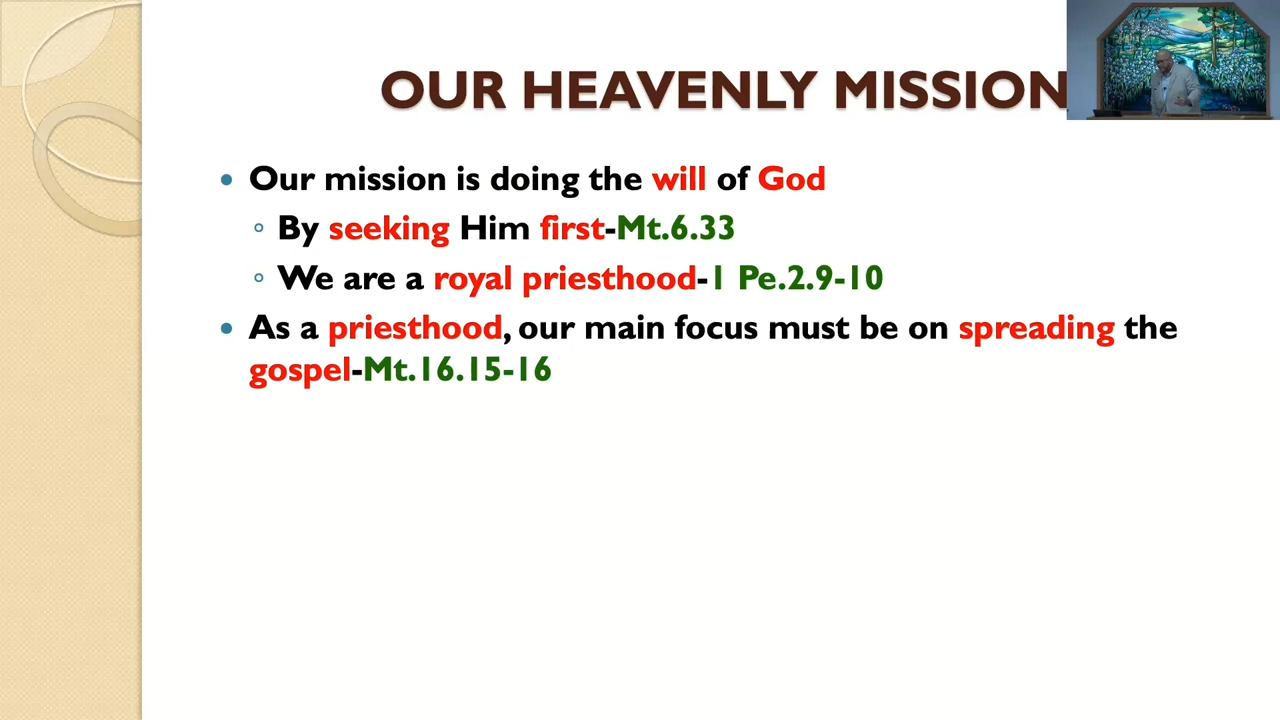 OUR HEAVENLY MISSION
• Our mission is doing the will of God
◦ By seeking Him first-Mt.6.33
◦ We are a royal priesthood-1 Pe.2.9-10
• As a priesthood, our main focus must be on spreading the
gospel-Mt.16.15-16